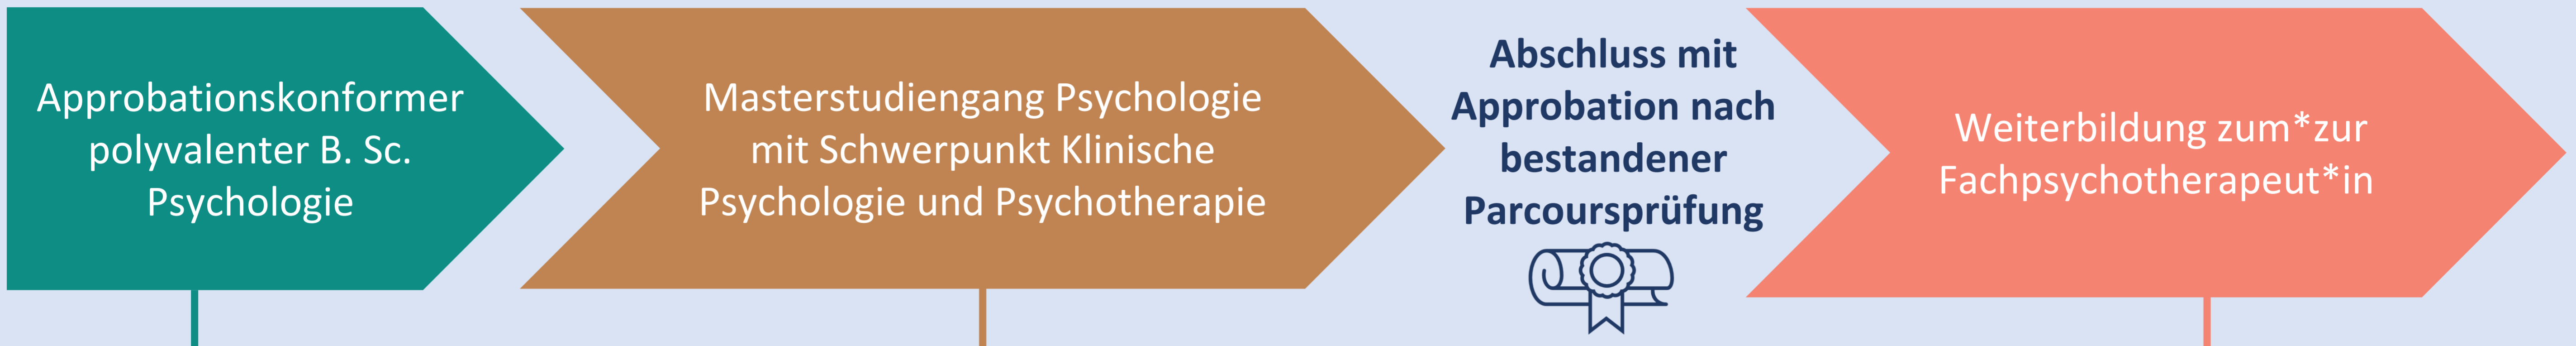 Approbationskonformer
polyvalenter B. Sc.
Psychologie
Masterstudiengang Psychologie
mit Schwerpunkt Klinische
Psychologie und Psychotherapie
Abschluss mit
Approbation nach
bestandener
Parcoursprüfung
Weiterbildung zum*zur
Fachpsychotherapeut*in